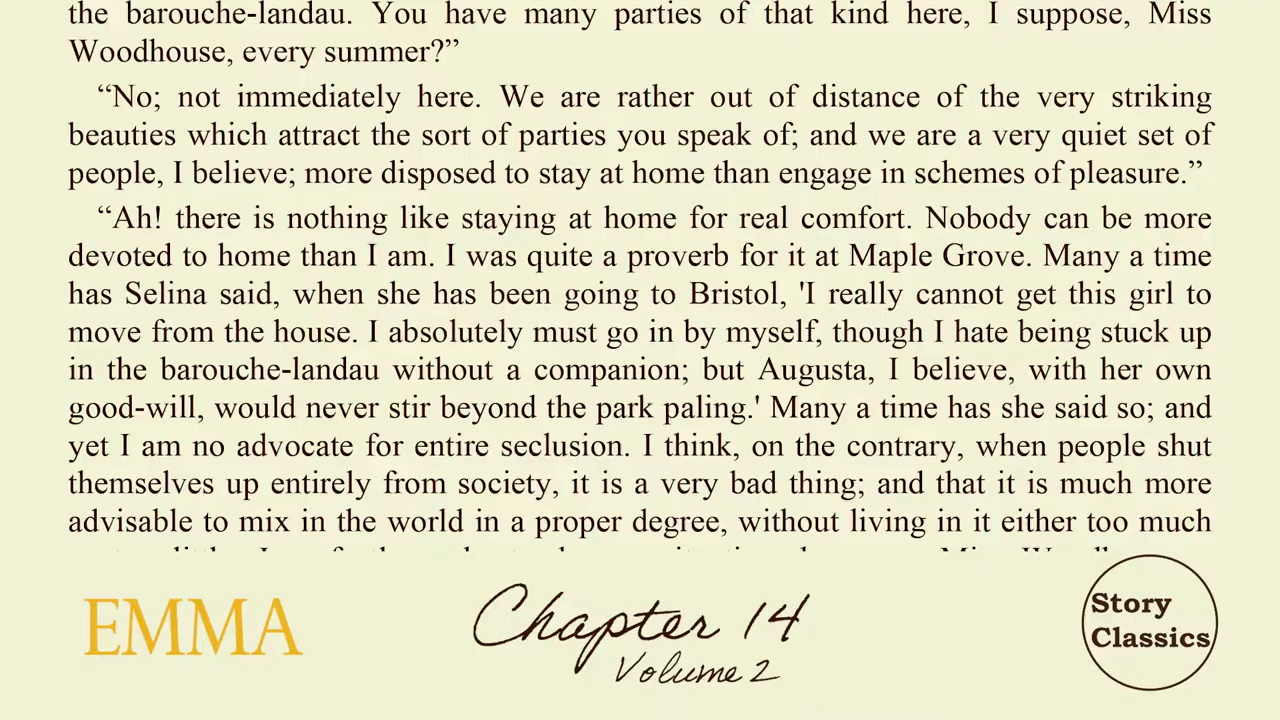 the barouche-landau. You have many parties of that kind here, I suppose, Miss
Woodhouse, every summer?”
“No; not immediately here. We are rather out of distance of the very striking
beauties which attract the sort of parties you speak of; and we are a very quiet set of
people, I believe; more disposed to stay at home than engage in schemes of pleasure.”
“Ah! there is nothing like staying at home for real comfort. Nobody can be more
devoted to home than I am. I was quite a proverb for it at Maple Grove. Many a time
has Selina said, when she has been going to Bristol, 'I really cannot get this girl to
move from the house. I absolutely must go in by myself, though I hate being stuck up
in the barouche-landau without a companion; but Augusta, I believe, with her own
good-will, would never stir beyond the park paling.' Many a time has she said so; and
yet I am no advocate for entire seclusion. I think, on the contrary, when people shut
themselves up entirely from society, it is a very bad thing; and that it is much more
advisable to mix in the world in a proper degree, without living in it either too much
EMMA
Chapter 14
Volume 2
Story
Classics